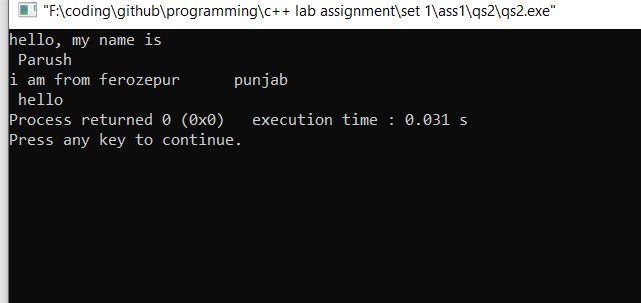 "F:\coding\github\programming\c++ lab assignment\set 1\ass1\qs2\qs2.exe"
hello, my name is
 Parush
i am from ferozepur      punjab
 hello
Process returned 0 (0x0)   execution time : 0.031 s
Press any key to continue.